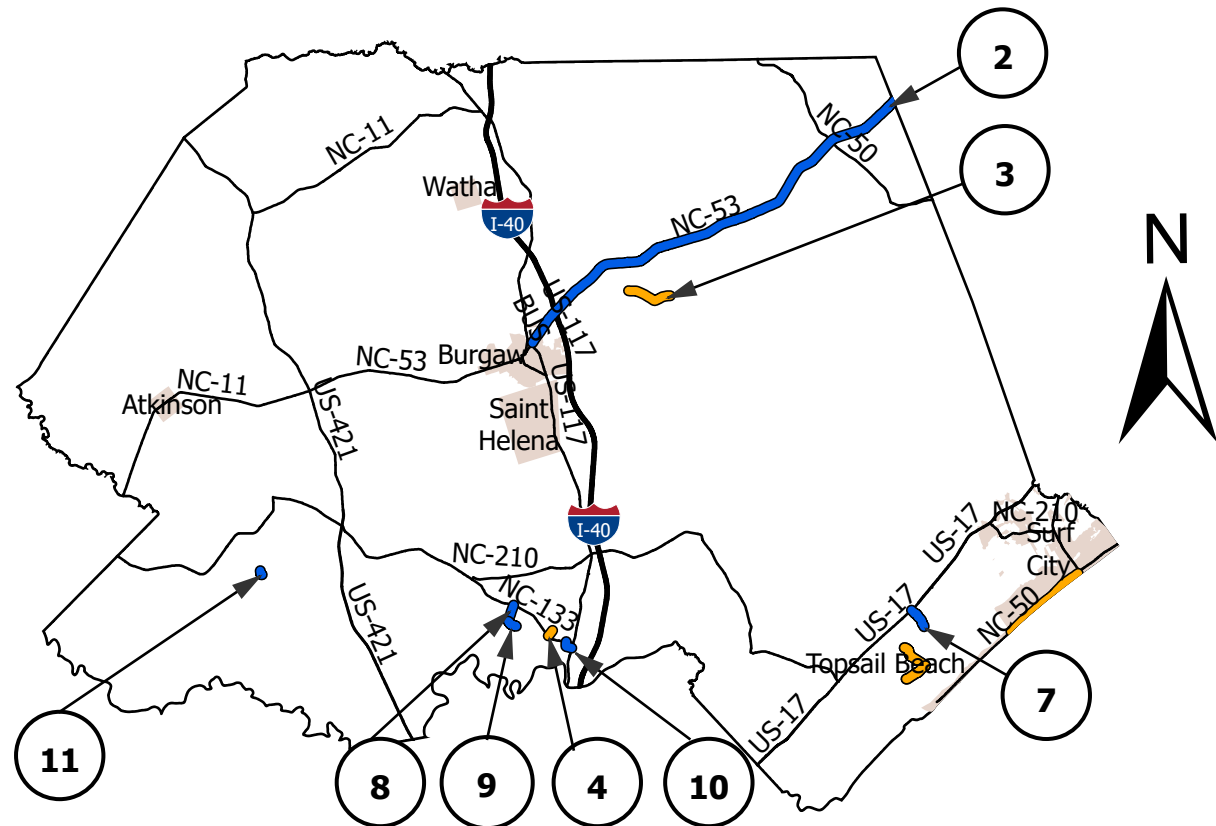 2
NC-50
NC-11
3
Watha
NC-53
I-40
N
US-117
BUS
Burgaw
NC-53
NC-11
US-117
Atkinson
US-421
Saint
Helena
NC-210
US-17
Surf
City
I-40
NC-210
NC-133
US-421
US-17
NC-50
Topsail Beach
7
US-17
11
8
9
4
10